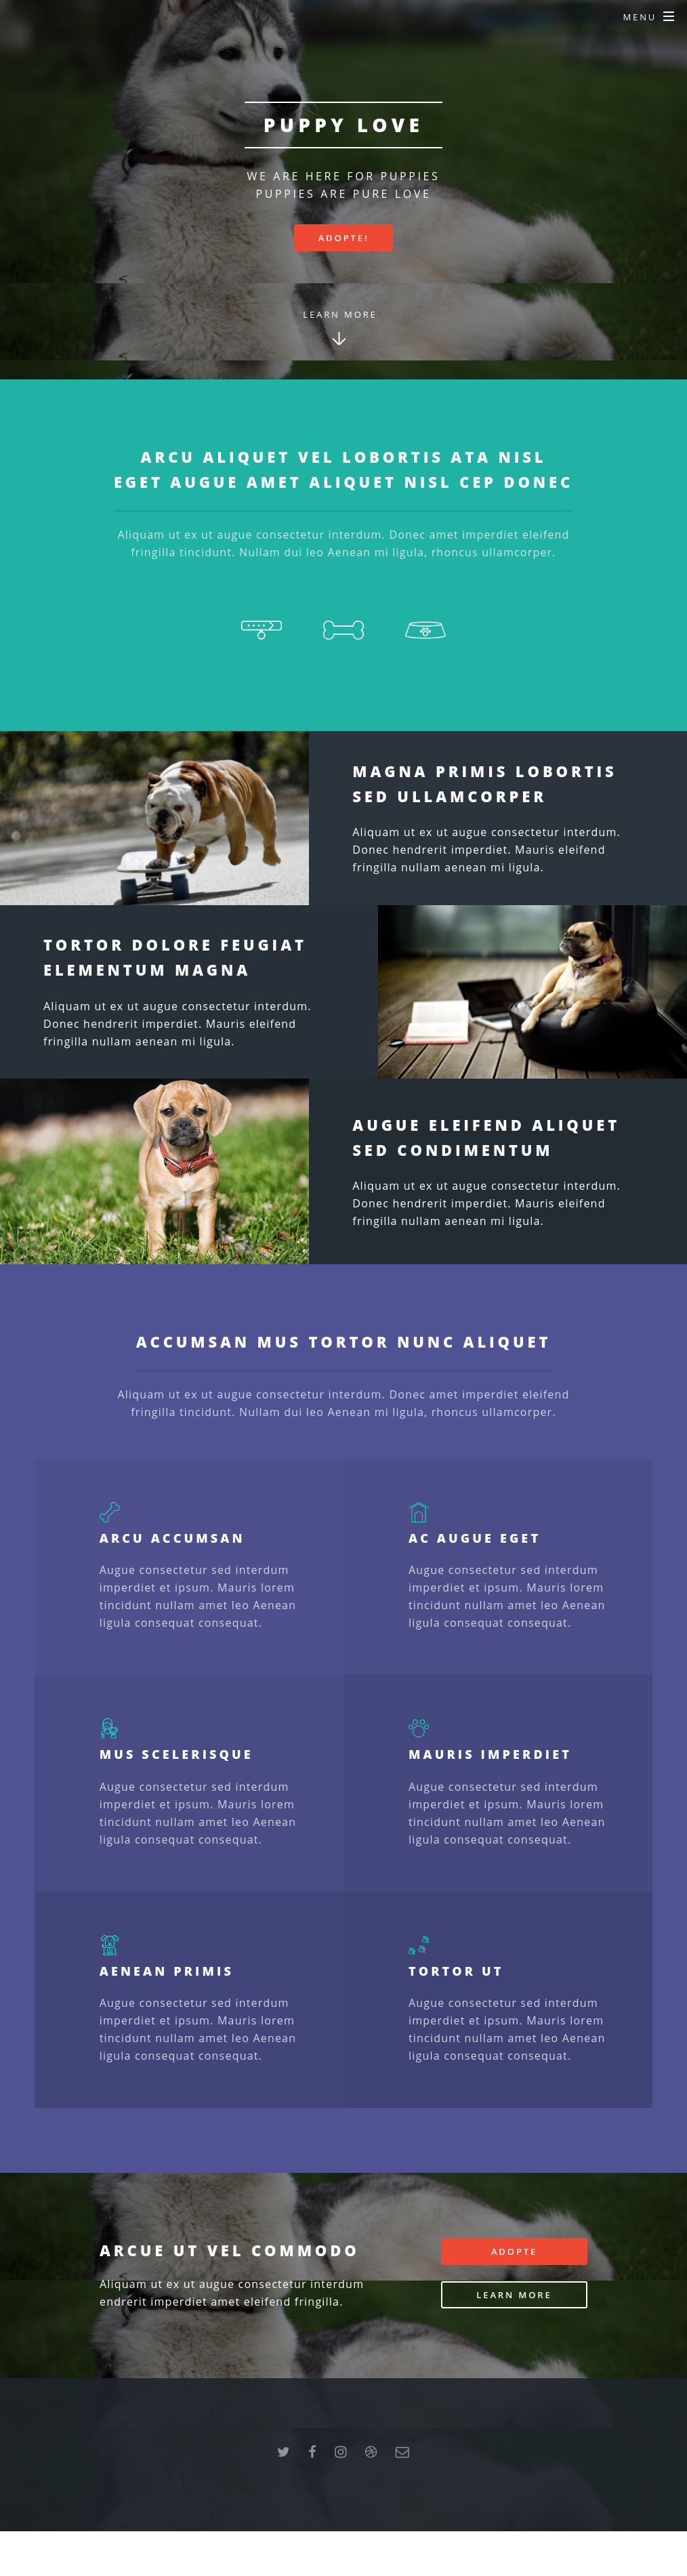 MENU
PUPPY LOVE
WE ARE HERE FOR PUPPIES
PUPPIES ARE PURE LOVE
ADOPTE!
LEARN MORE
ARCU ALIQUET VEL LOBORTIS ATA NISL
EGET AUGUE AMET ALIQUET NISL CEP DONEC
Aliquam ut ex ut augue consectetur interdum. Donec amet imperdiet eleifend
fringilla tincidunt. Nullam dui leo Aenean mi ligula, rhoncus ullamcorper.
MAGNA PRIMIS LOBORTIS
SED ULLAMCORPER
Aliquam ut ex ut augue consectetur interdum.
Donec hendrerit imperdiet. Mauris eleifend
fringilla nullam aenean mi ligula.
TORTOR DOLORE FEUGIAT
ELEMENTUM MAGNA
Aliquam ut ex ut augue consectetur interdum.
Donec hendrerit imperdiet. Mauris eleifend
fringilla nullam aenean mi ligula.
AUGUE ELEIFEND ALIQUET
SED CONDIMENTUM
Aliquam ut ex ut augue consectetur interdum.
Donec hendrerit imperdiet. Mauris eleifend
fringilla nullam aenean mi ligula.
ACCUMSAN MUS TORTOR NUNC ALIQUET
Aliquam ut ex ut augue consectetur interdum. Donec amet imperdiet eleifend
fringilla tincidunt. Nullam dui leo Aenean mi ligula, rhoncus ullamcorper.
ARCU ACCUMSAN
Augue consectetur sed interdum
imperdiet et ipsum. Mauris lorem
tincidunt nullam amet leo Aenean
ligula consequat consequat.
AC AUGUE EGET
Augue consectetur sed interdum
imperdiet et ipsum. Mauris lorem
tincidunt nullam amet leo Aenean
ligula consequat consequat.
MUS SCELERISQUE
Augue consectetur sed interdum
imperdiet et ipsum. Mauris lorem
tincidunt nullam amet leo Aenean
ligula consequat consequat.
MAURIS IMPERDIET
Augue consectetur sed interdum
imperdiet et ipsum. Mauris lorem
tincidunt nullam amet leo Aenean
ligula consequat consequat.
AENEAN PRIMIS
Augue consectetur sed interdum
imperdiet et ipsum. Mauris lorem
tincidunt nullam amet leo Aenean
ligula consequat consequat.
TORTOR UT
Augue consectetur sed interdum
imperdiet et ipsum. Mauris lorem
tincidunt nullam amet leo Aenean
ligula consequat consequat.
ARCUE UT VEL COMMODO
Aliquam ut ex ut augue consectetur interdum
endrerit imperdiet amet eleifend fringilla.
ADOPTE
LEARN MORE